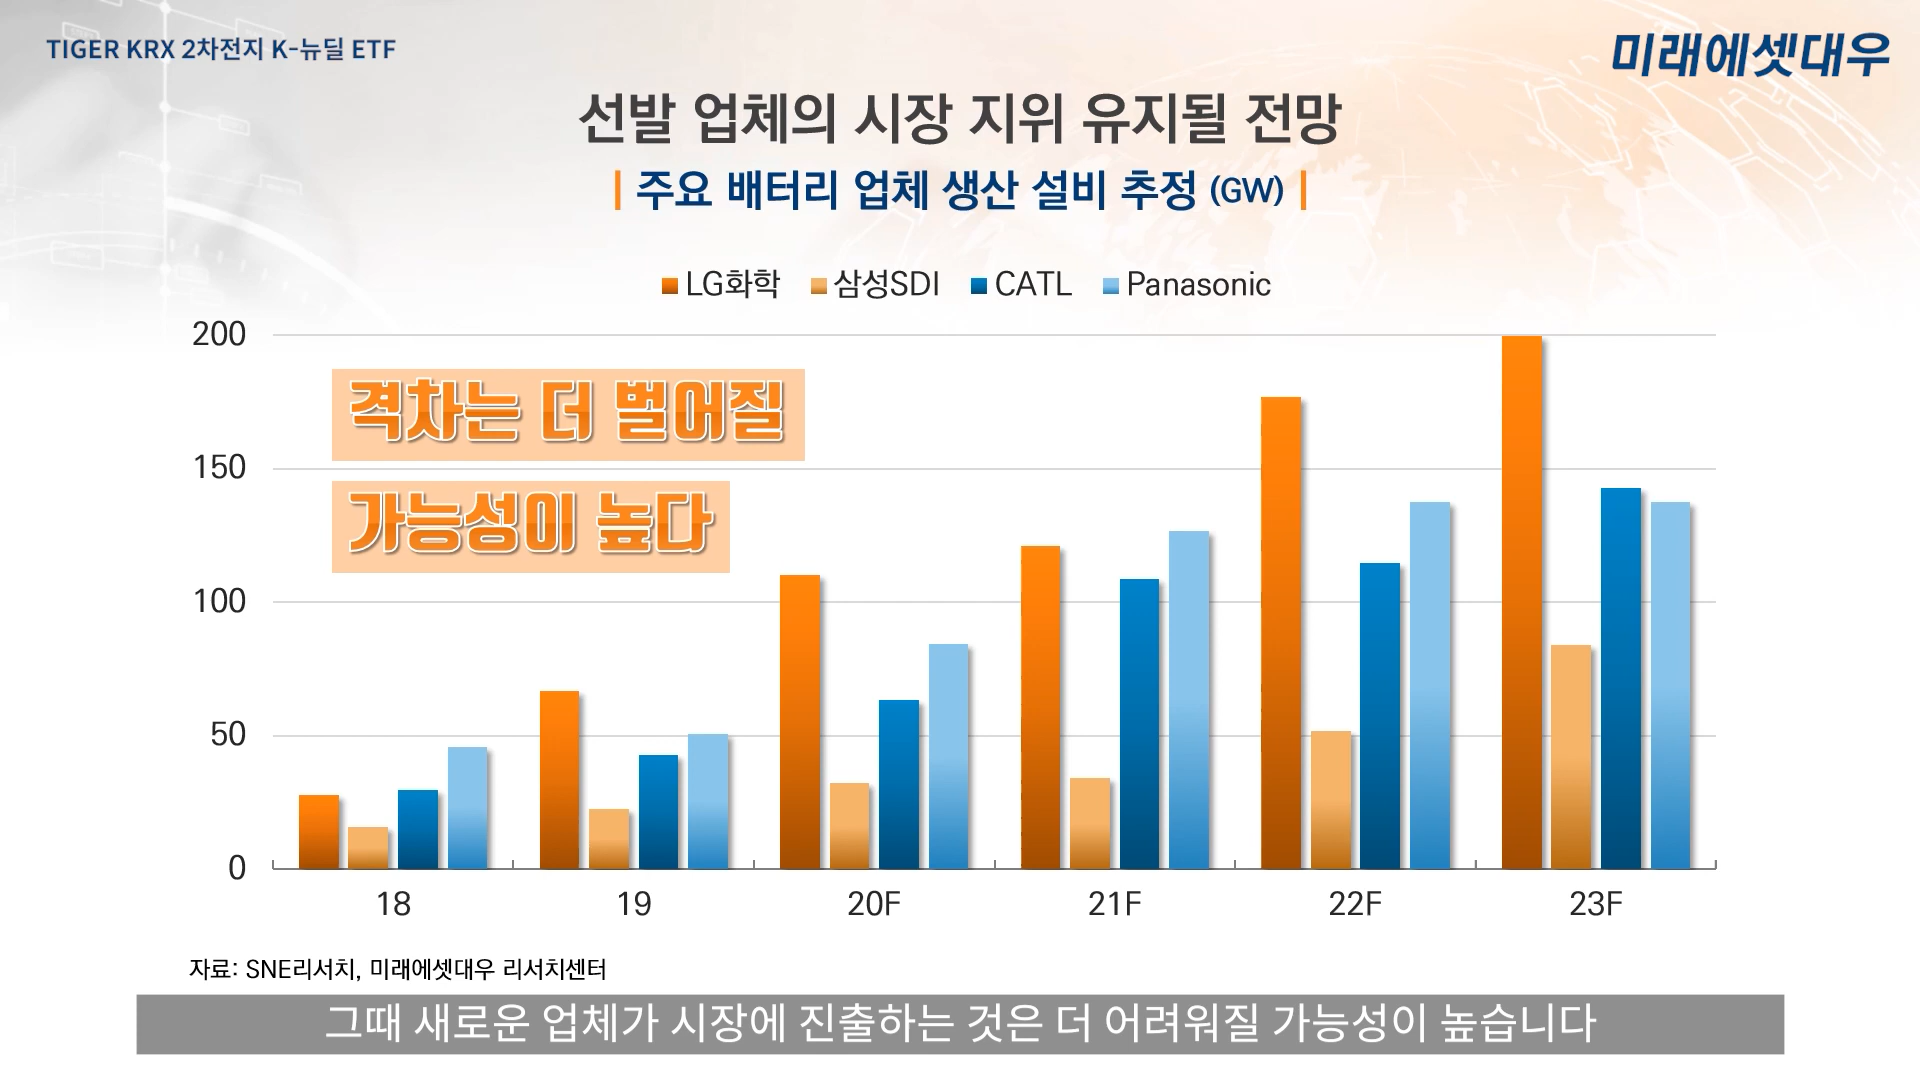 TIGER KRX 2차전지 K-뉴딜 ETF
미래에셋대우
선발 업체의 시장 지위 유지될 전망
| 주요 배터리 업체 생산 설비 추정 (GW) |
LG화학 삼성SDI CATL Panasonic
200
격차는 더 벌어질
150
가능성이 높다
100
50
0
18 19 20F 21F 22F 23F
자료: SNE리서치, 미래에셋대우 리서치센터
그때 새로운 업체가 시장에 진출하는 것은 더 어려워질 가능성이 높습니다